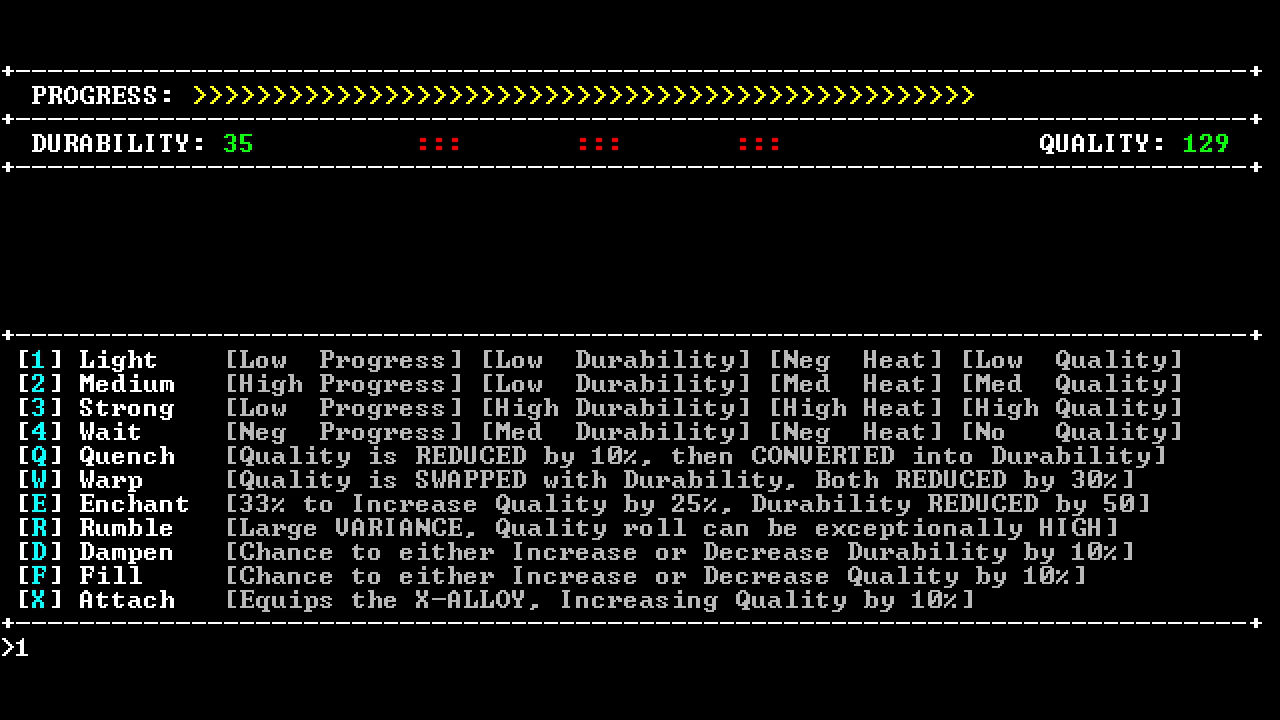 PROGRESS: >>>>>>>>>>>>>>>>>>>>>>>>>>>>>>>>>>>>>>>>>>>>>>>>>
DURABILITY: 35 ::: ::: ::: QUALITY: 129
[1] Light [Low Progress] [Low Durability] [Neg Heat] [Low Quality]
[2] Medium [High Progress] [Low Durability] [Med Heat] [Med Quality]
[3] Strong [Low Progress] [High Durability] [High Heat] [High Quality]
[4] Wait [Neg Progress] [Med Durability] [Neg Heat] [No Quality]
[Q] Quench [Quality is REDUCED by 10%, then CONVERTED into Durability]
[W] Warp [Quality is SWAPPED with Durability, Both REDUCED by 30%]
[E] Enchant [33% to Increase Quality by 25%, Durability REDUCED by 50]
[R] Rumble [Large VARIANCE, Quality roll can be exceptionally HIGH]
[D] Dampen [Chance to either Increase or Decrease Durability by 10%]
[F] Fill [Chance to either Increase or Decrease Quality by 10%]
[X] Attach [Equips the X-ALLOY, Increasing Quality by 10%]
>1